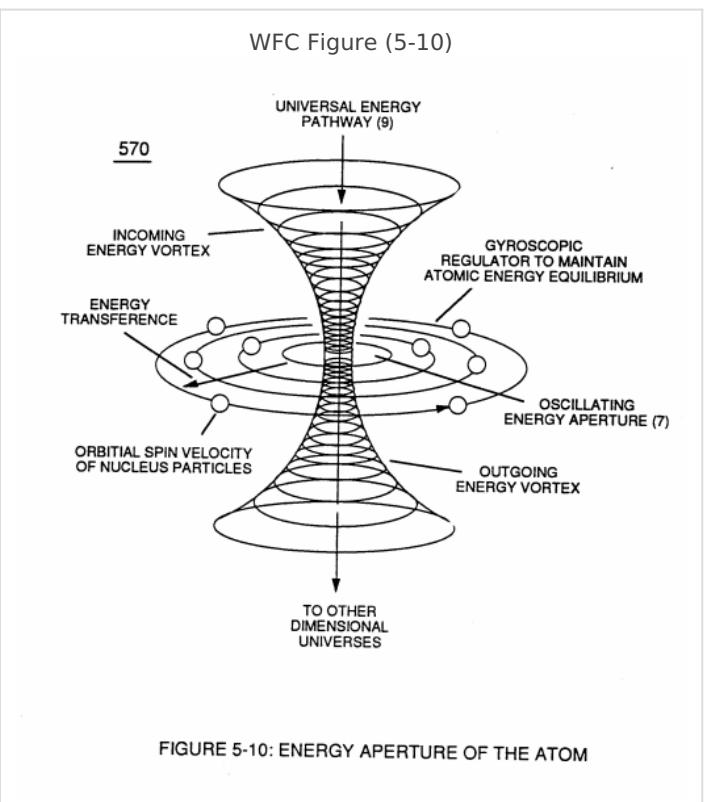 WFC Figure (5-10)
UNIVERSAL ENERGY
PATHWAY (9)
570
INCOMING
ENERGY VORTEX
GYROSCOPIC
REGULATOR TO MAINTAIN
ATOMIC ENERGY EQUILIBRIUM
ENERGY
TRANSFERENCE
OSCILLATING
ENERGY APERTURE (7)
ORBITIAL SPIN VELOCITY
OF NUCLEUS PARTICLES
OUTGOING
ENERGY VORTEX
TO OTHER
DIMENSIONAL
UNIVERSES
FIGURE 5-10: ENERGY APERTURE OF THE ATOM